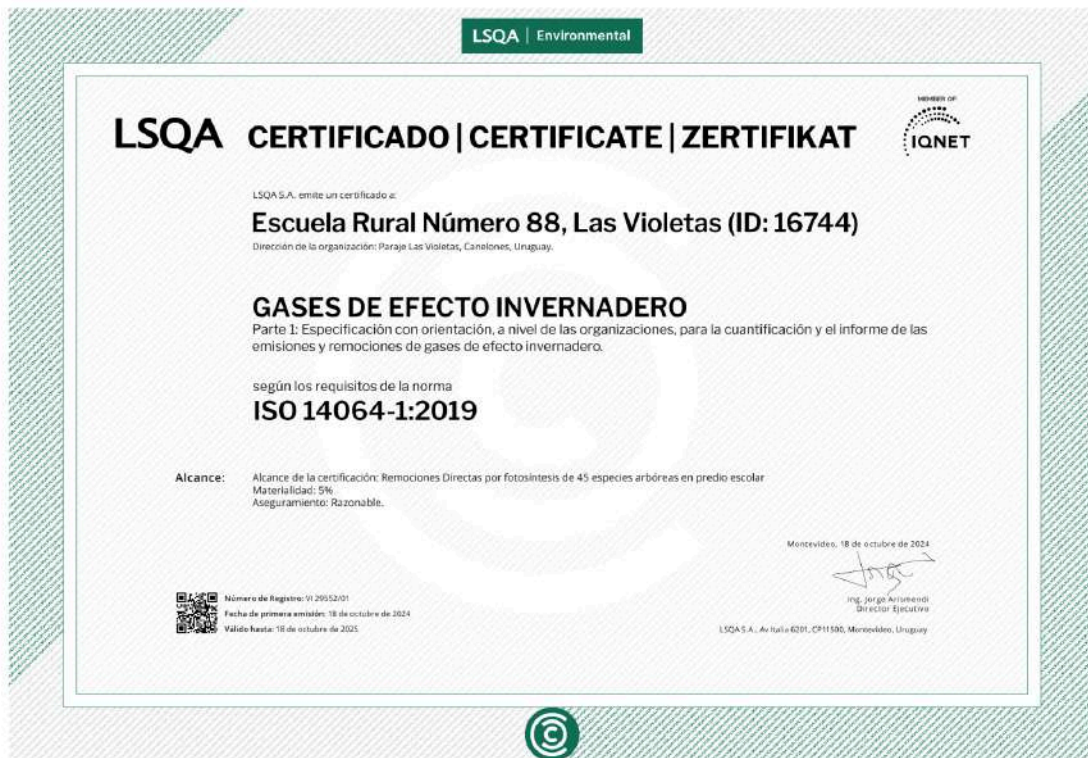 LSQA | Environmental
MEMBER OF:
IQNET
LSQA CERTIFICADO | CERTIFICATE | ZERTIFIKAT
LSQA S.A. emite un certificado a:
Escuela Rural Número 88, Las Violetas (ID: 16744)
Dirección de la organización: Paraje Las Violetas, Canelones, Uruguay.
GASES DE EFECTO INVERNADERO
Parte 1: Especificación con orientación, a nivel de las organizaciones, para la cuantificación y el informe de las
emisiones y remociones de gases de efecto invernadero.
según los requisitos de la norma
ISO 14064-1:2019
Alcance: Alcance de la certificación: Remociones Directas por fotosíntesis de 45 especies arbóreas en predio escolar
Materialidad: 5%
Aseguramiento: Razonable.
Montevideo, 18 de octubre de 2024
Ing. Jorge Arismendi
Director Ejecutivo
Número de Registro: VI 29552/01
Fecha de primera emisión: 18 de octubre de 2024
Válido hasta: 18 de octubre de 2025
LSQA S.A., Av Italia 6201, CP11500, Montevideo, Uruguay